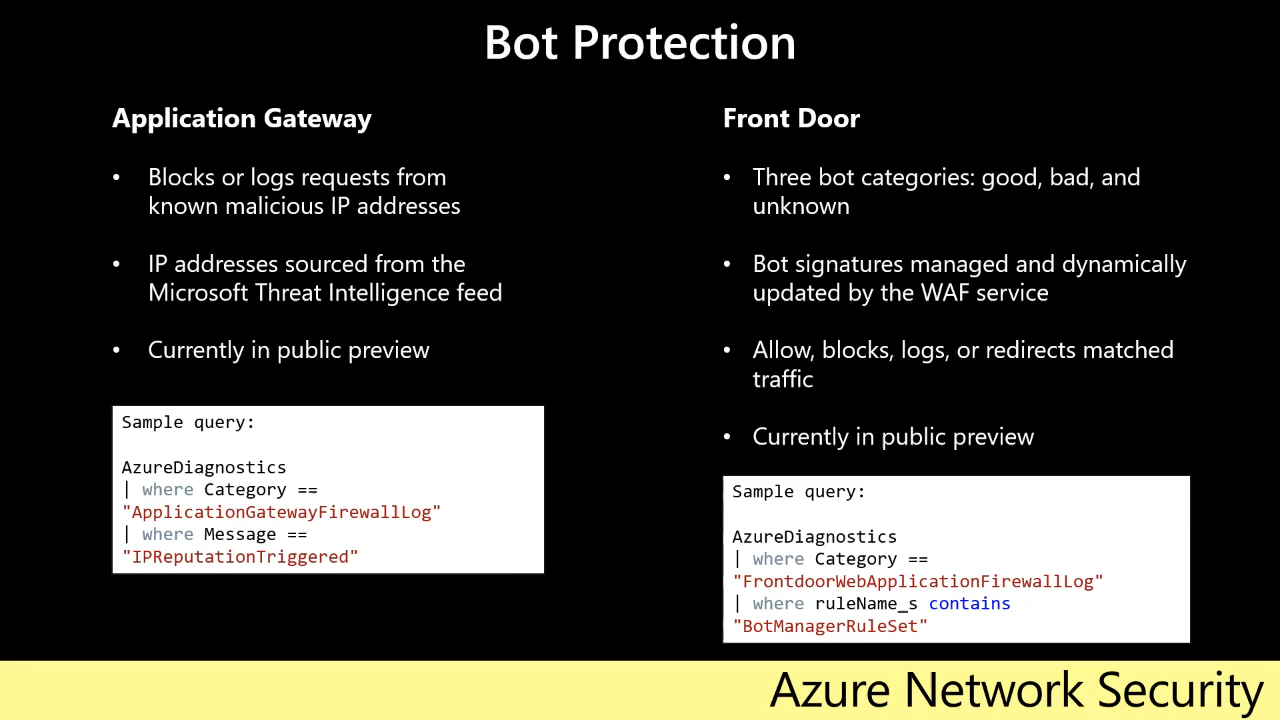 Bot Protection
Application Gateway
• Blocks or logs requests from
known malicious IP addresses
• IP addresses sourced from the
Microsoft Threat Intelligence feed
• Currently in public preview
Sample query:
AzureDiagnostics
| where Category ==
"ApplicationGatewayFirewallLog"
| where Message ==
"IPReputationTriggered"
Front Door
• Three bot categories: good, bad, and
unknown
• Bot signatures managed and dynamically
updated by the WAF service
• Allow, blocks, logs, or redirects matched
traffic
• Currently in public preview
Sample query:
AzureDiagnostics
| where Category ==
"FrontdoorWebApplicationFirewallLog"
| where ruleName_s contains
"BotManagerRuleSet"
Azure Network Security